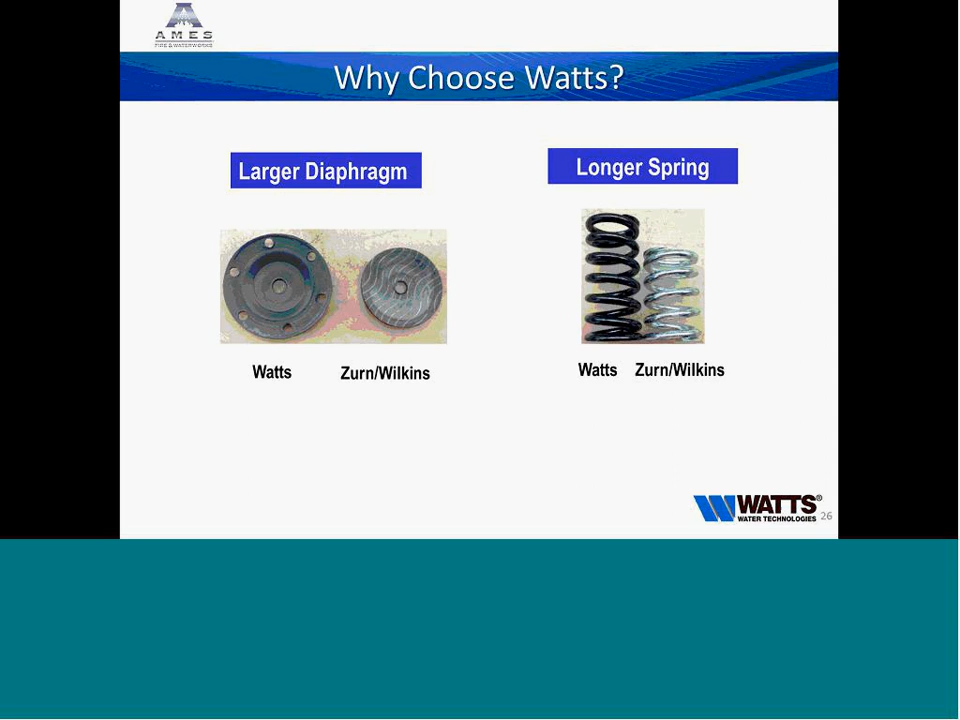 AMES
FIRE & WATERWORKS
Why Choose Watts?
Larger Diaphragm
Longer Spring
Watts
Zurn/Wilkins
Watts
Zurn/Wilkins
WATTS®
WATER TECHNOLOGIES
26